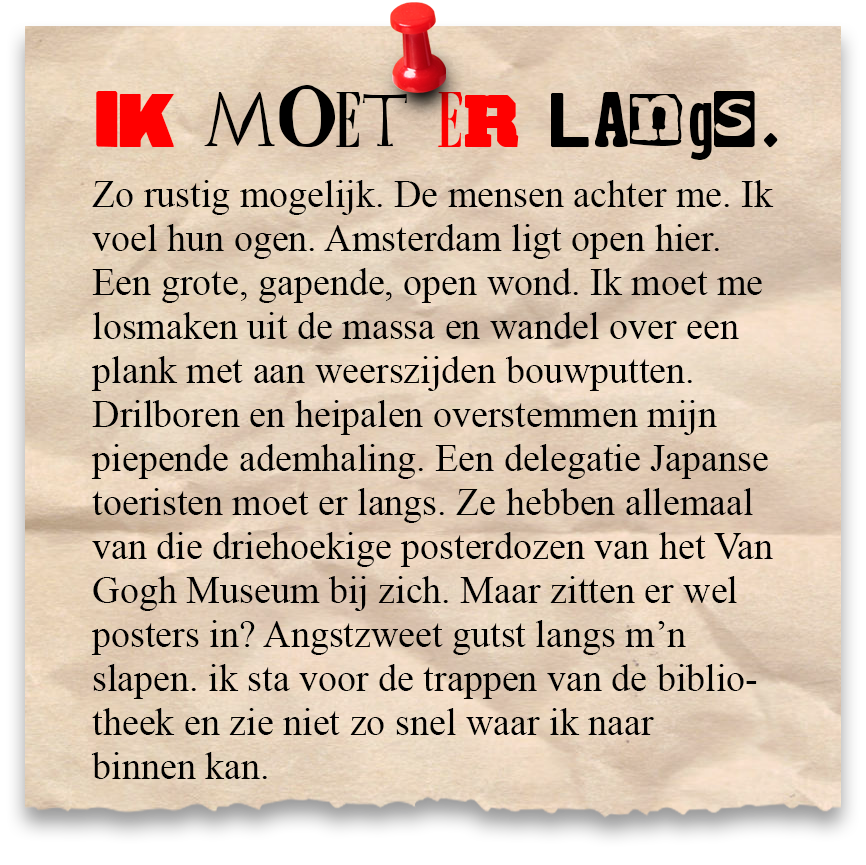 IK MOET ER LANGS.
Zo rustig mogelijk. De mensen achter me. Ik
voel hun ogen. Amsterdam ligt open hier.
Een grote, gapende, open wond. Ik moet me
losmaken uit de massa en wandel over een
plank met aan weerszijden bouwputten.
Drilboren en heipalen overstemmen mijn
piepende ademhaling. Een delegatie Japanse
toeristen moet er langs. Ze hebben allemaal
van die driehoekige posterdozen van het Van
Gogh Museum bij zich. Maar zitten er wel
posters in? Angstzweet gutst langs m’n
slapen. ik sta voor de trappen van de biblio-
theek en zie niet zo snel waar ik naar
binnen kan.